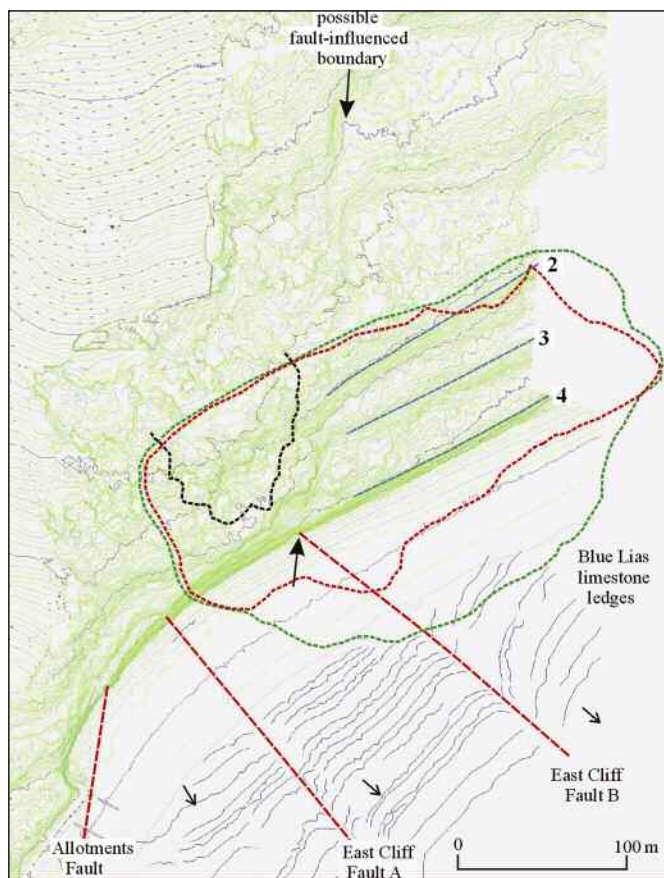 possible
fault-influenced
boundary
2
3
4
Blue Lias
limestone
ledges
East Cliff
Fault B
Allotments
Fault
East Cliff
Fault A
0
100 m